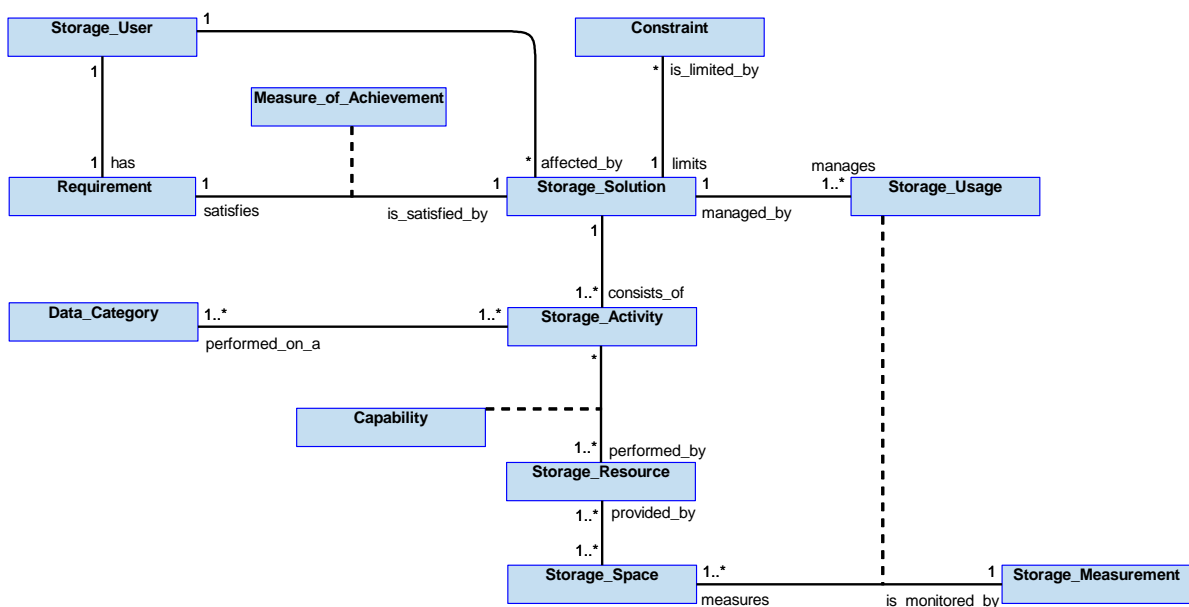 Storage_User
1
Constraint
1
* is_limited_by
Measure_of_Achievement
1 has
* affected_by
1 limits
manages
Requirement
1
1
Storage_Solution
1
1..*
Storage_Usage
satisfies
is_satisfied_by
managed_by
1
1..* consists_of
Data_Category
1..*
1..*
Storage_Activity
performed_on_a
*
Capability
1..* performed_by
Storage_Resource
1..* provided_by
1..*
Storage_Space
1..*
1
Storage_Measurement
measures
is_monitored_by